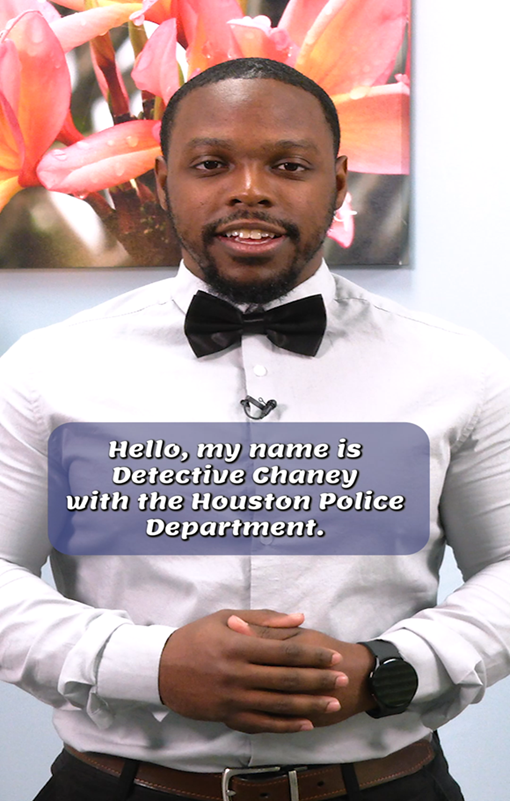 Hello, my name is
Detective Chaney
with the Houston Police
Department.